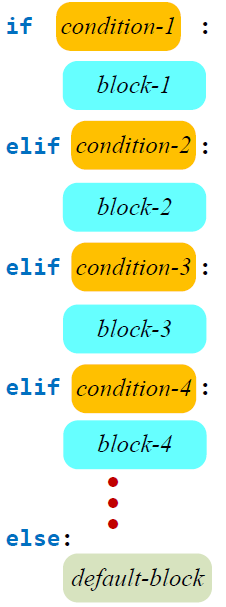 if condition-1 :
block-1
elif condition-2 :
block-2
elif condition-3 :
block-3
elif condition-4 :
block-4
else:
default-block